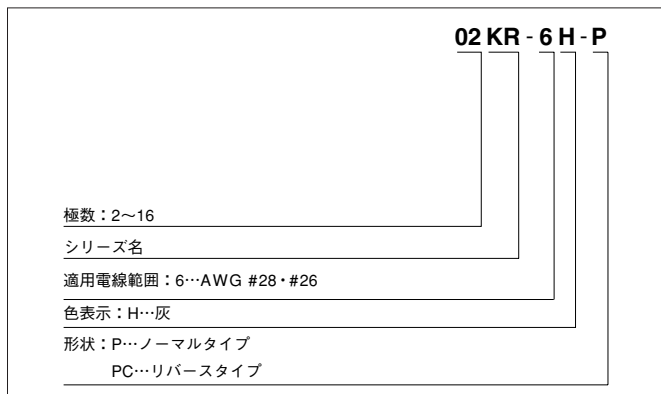 02 KR - 6 H - P
極数：2〜16
シリーズ名
適用電線範囲：6…AWG #28・#26
色表示：H…灰
形状：P…ノーマルタイプ
PC…リバースタイプ